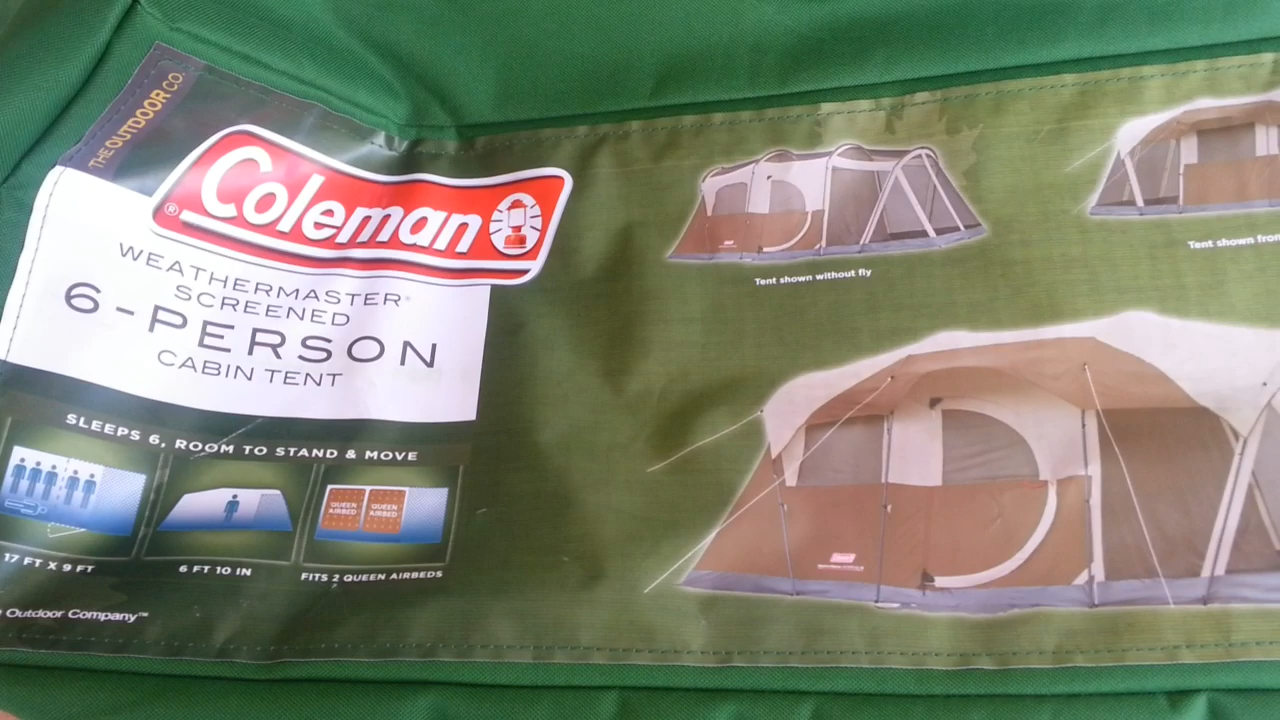 THE OUTDOOR CO.
Coleman
®
WEATHERMASTER®
SCREENED
6-PERSON
CABIN TENT
SLEEPS 6, ROOM TO STAND & MOVE
QUEEN AIRBED
QUEEN AIRBED
17 FT X 9 FT
6 FT 10 IN
FITS 2 QUEEN AIRBEDS
Outdoor Company™
Tent shown without fly
Tent shown from
Coleman